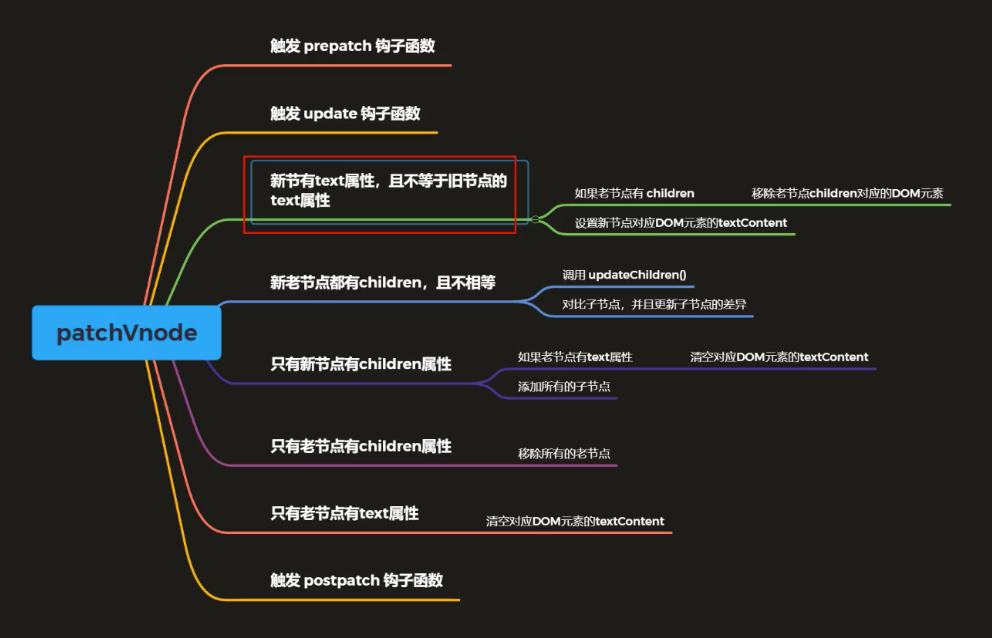 触发 prepatch 钩子函数
触发 update 钩子函数
新节有text属性，且不等于旧节点的
text属性
如果老节点有 children
移除老节点children对应的DOM元素
设置新节点对应DOM元素的textContent
新老节点都有children，且不相等
调用 updateChildren()
对比子节点，并且更新子节点的差异
patchVnode
只有新节点有children属性
如果老节点有text属性
清空对应DOM元素的textContent
添加所有的子节点
只有老节点有children属性
移除所有的老节点
只有老节点有text属性
清空对应DOM元素的textContent
触发 postpatch 钩子函数